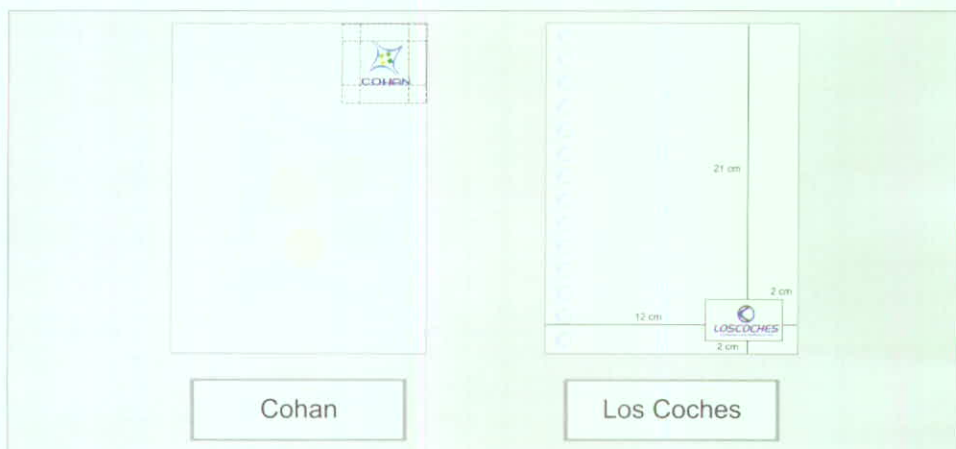 COHAN
21 cm
2 cm
12 cm
LOSCOCHES
2 cm
Cohan
Los Coches